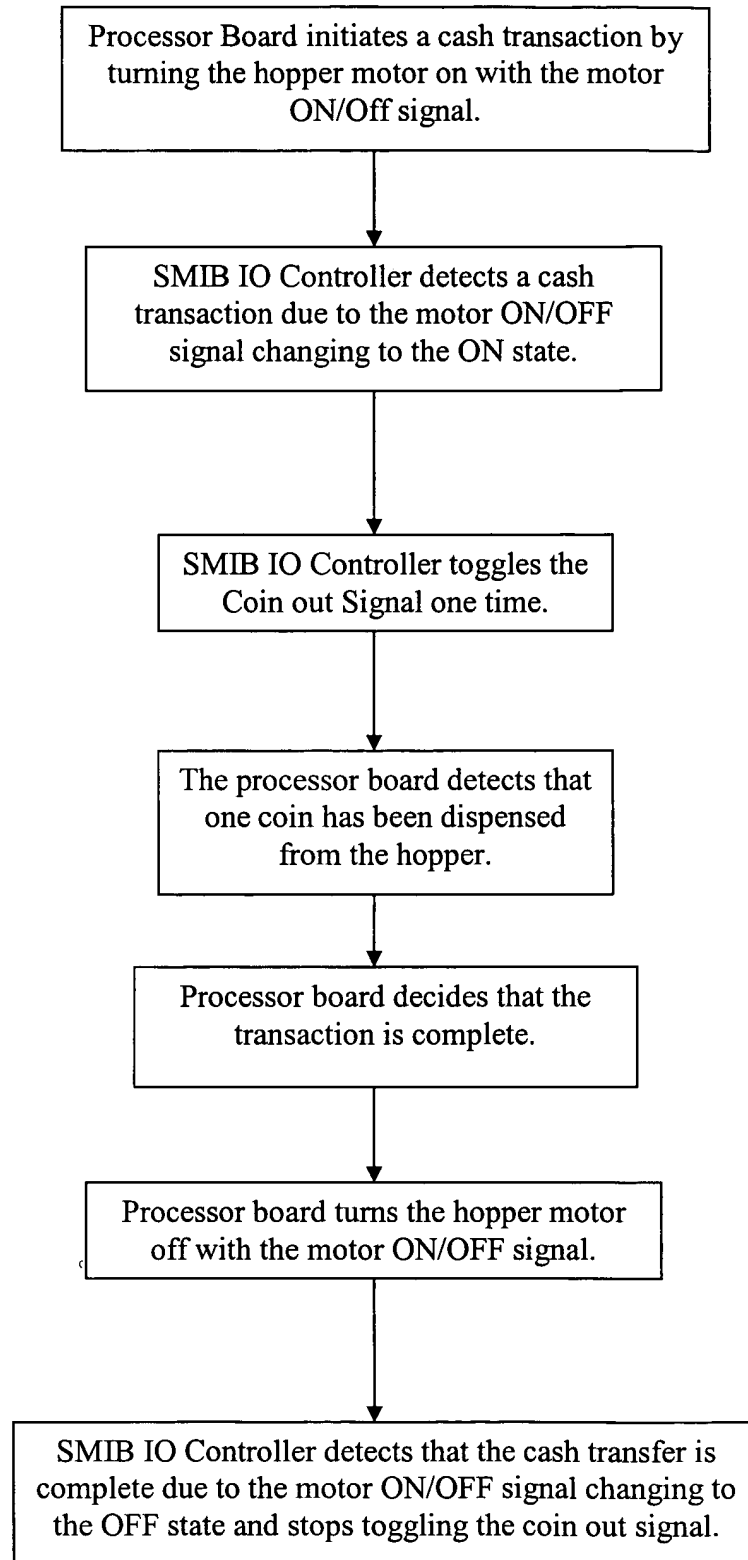 Processor Board initiates a cash transaction by
turning the hopper motor on with the motor
ON/Off signal.
SMIB IO Controller detects a cash
transaction due to the motor ON/OFF
signal changing to the ON state.
SMIB IO Controller toggles the
Coin out Signal one time.
The processor board detects that
one coin has been dispensed
from the hopper.
Processor board decides that the
transaction is complete.
Processor board turns the hopper motor
off with the motor ON/OFF signal.
SMIB IO Controller detects that the cash transfer is
complete due to the motor ON/OFF signal changing to
the OFF state and stops toggling the coin out signal.